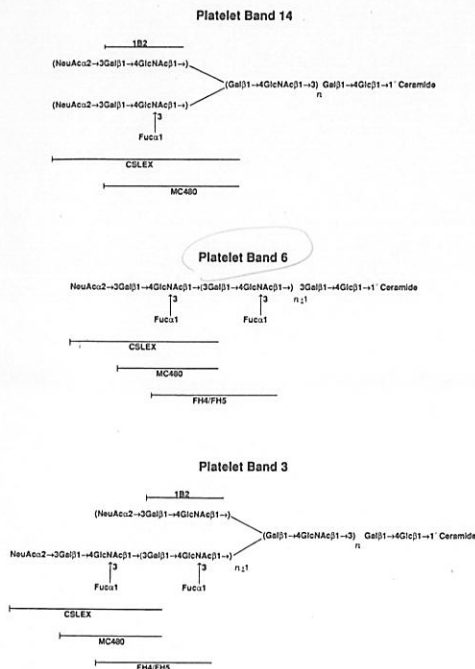 Platelet Band 14
1B2
(NeuAcα2→3Galβ1→4GlcNAcβ1→)
(Galβ1→4GlcNAcβ1→3) Galβ1→4Glcβ1→1' Ceramide
n
(NeuAcα2→3Galβ1→4GlcNAcβ1→)
3
Fucα1
CSLEX
MC480
Platelet Band 6
NeuAcα2→3Galβ1→4GlcNAcβ1→(3Galβ1→4GlcNAcβ1→) 3Galβ1→4Glcβ1→1' Ceramide
3 3 n≥1
Fucα1 Fucα1
CSLEX
MC480
FH4/FH5
Platelet Band 3
1B2
(NeuAcα2→3Galβ1→4GlcNAcβ1→)
(Galβ1→4GlcNAcβ1→3) Galβ1→4Glcβ1→1' Ceramide
n
NeuAcα2→3Galβ1→4GlcNAcβ1→(3Galβ1→4GlcNAcβ1→)
3 3 n≥1
Fucα1 Fucα1
CSLEX
MC480
FH4/FH5